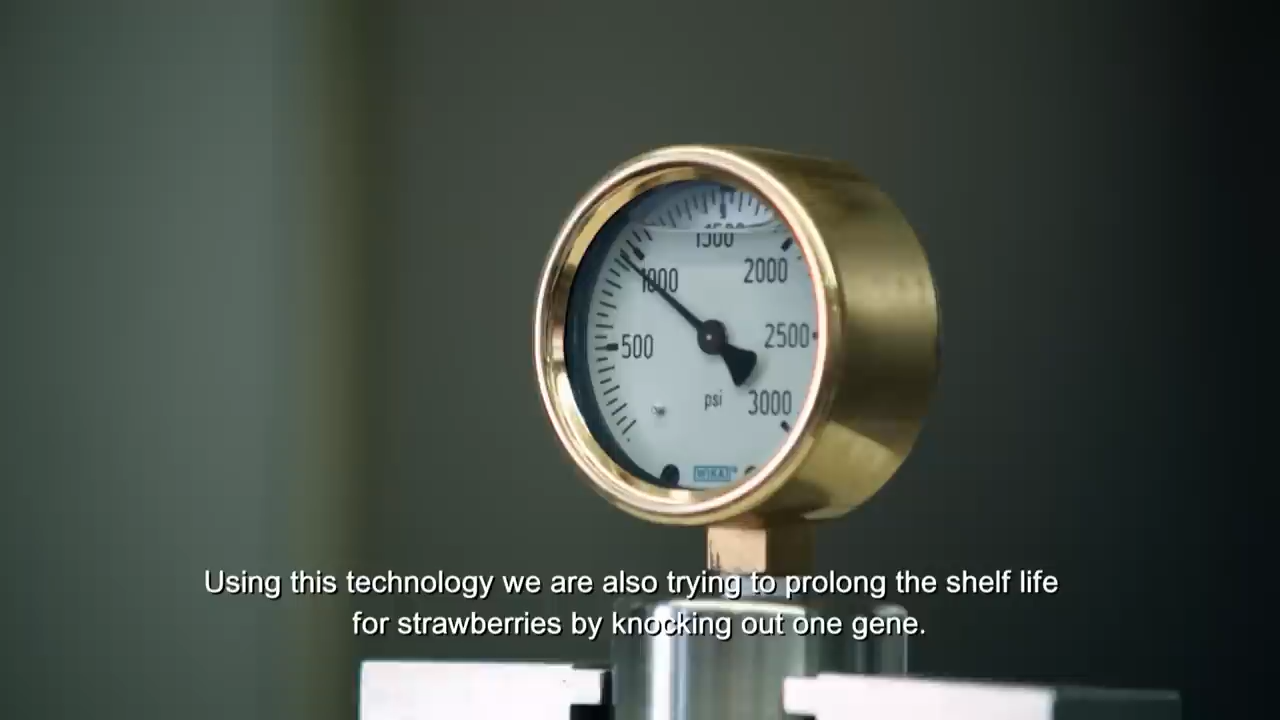 1500
1000
2000
500
2500
psi
3000
WIKA
Using this technology we are also trying to prolong the shelf life
for strawberries by knocking out one gene.